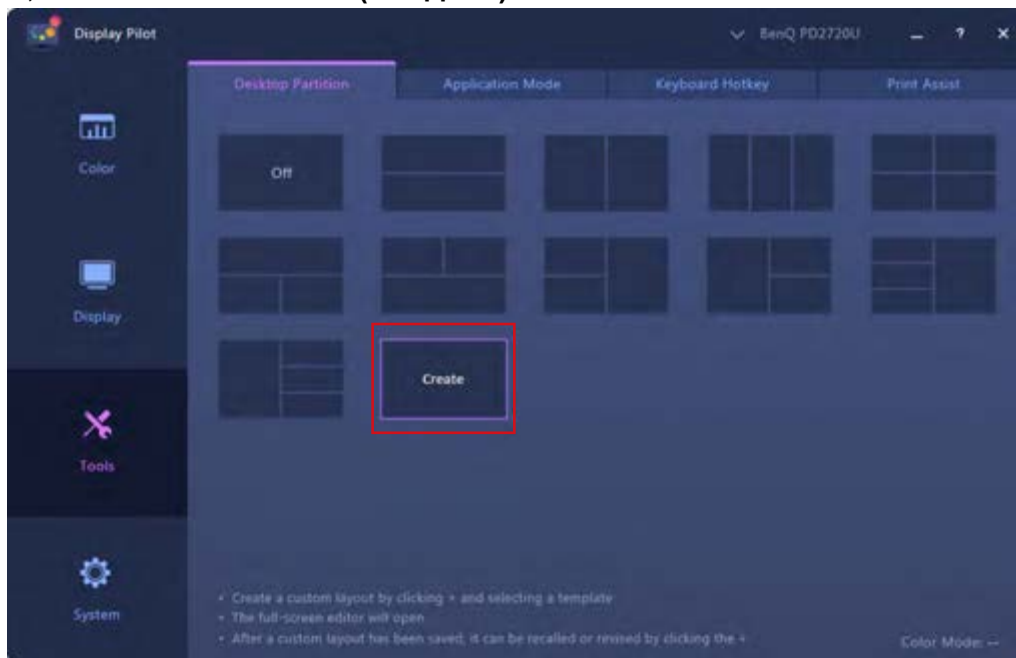 Display Pilot
BenQ PD2720U
?
Desktop Partition
Application Mode
Keyboard Hotkey
Print Assist
Color
Off
Display
Create
Tools
System
• Create a custom layout by clicking + and selecting a template
• The full-screen editor will open
• After a custom layout has been saved, it can be recalled or revised by clicking the +
Color Mode: --